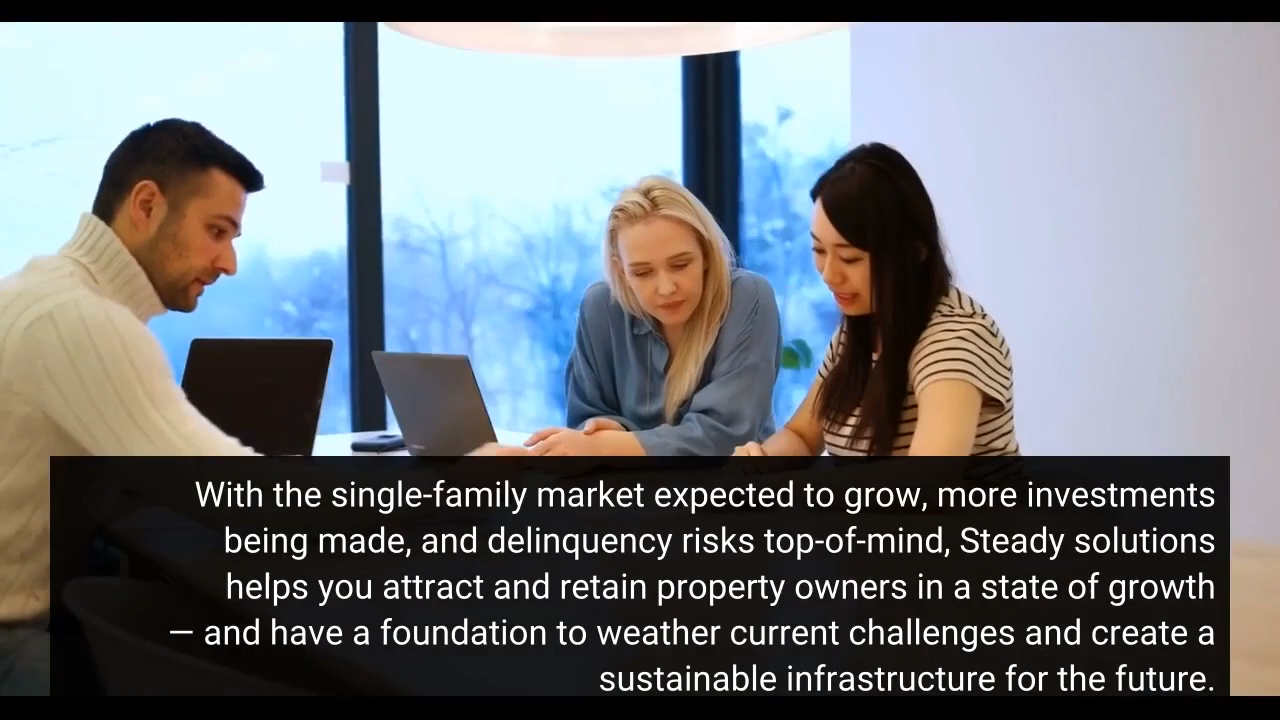 With the single-family market expected to grow, more investments
being made, and delinquency risks top-of-mind, Steady solutions
helps you attract and retain property owners in a state of growth
— and have a foundation to weather current challenges and create a
sustainable infrastructure for the future.